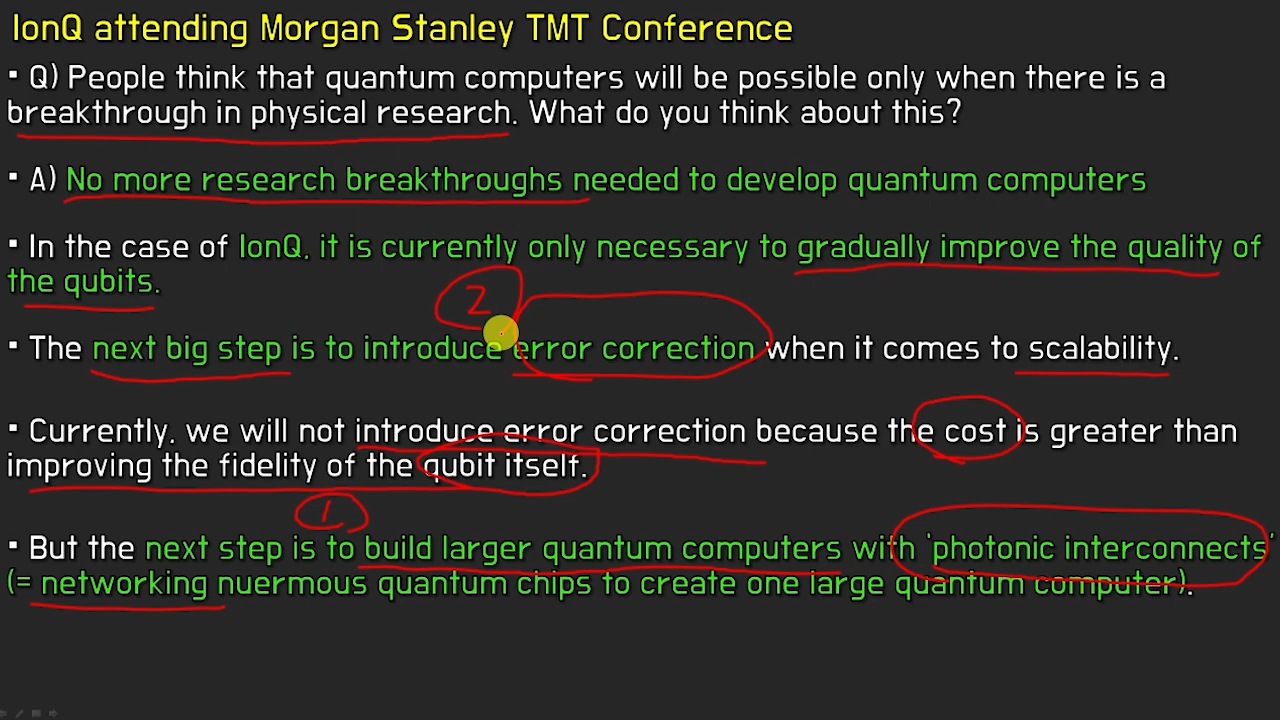 IonQ attending Morgan Stanley TMT Conference
▪ Q) People think that quantum computers will be possible only when there is a
breakthrough in physical research. What do you think about this?
▪ A) No more research breakthroughs needed to develop quantum computers
▪ In the case of IonQ, it is currently only necessary to gradually improve the quality of
the qubits.
2
▪ The next big step is to introduce error correction when it comes to scalability.
▪ Currently, we will not introduce error correction because the cost is greater than
improving the fidelity of the qubit itself.
1
▪ But the next step is to build larger quantum computers with 'photonic interconnects'
(= networking nuermous quantum chips to create one large quantum computer).